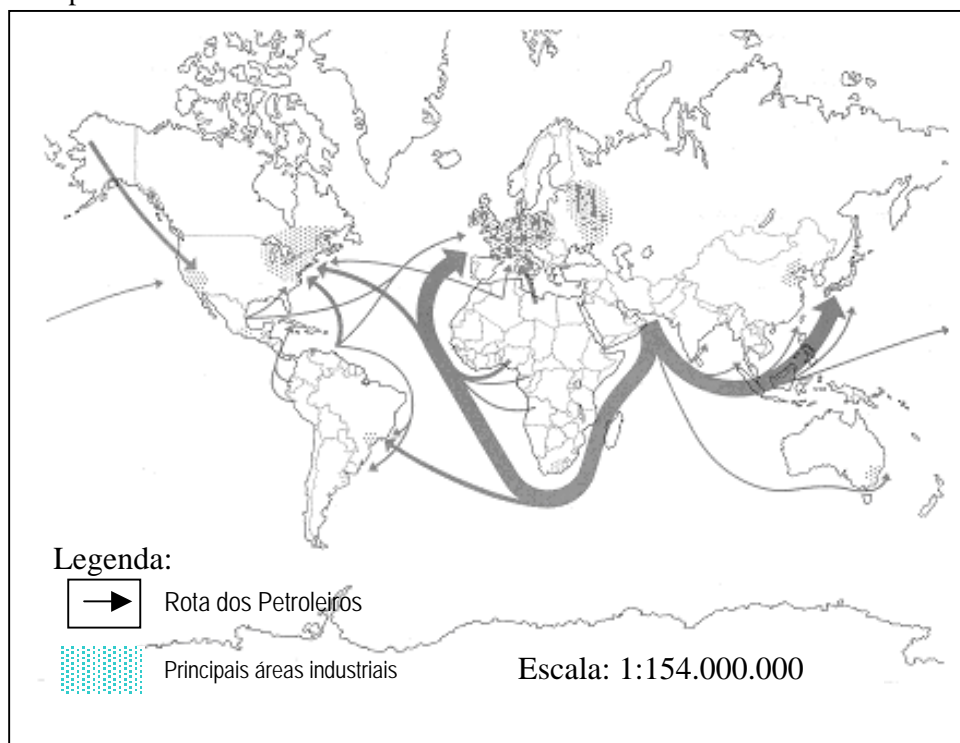 Legenda:
Rota dos Petroleiros
Principais áreas industriais
Escala: 1:154.000.000